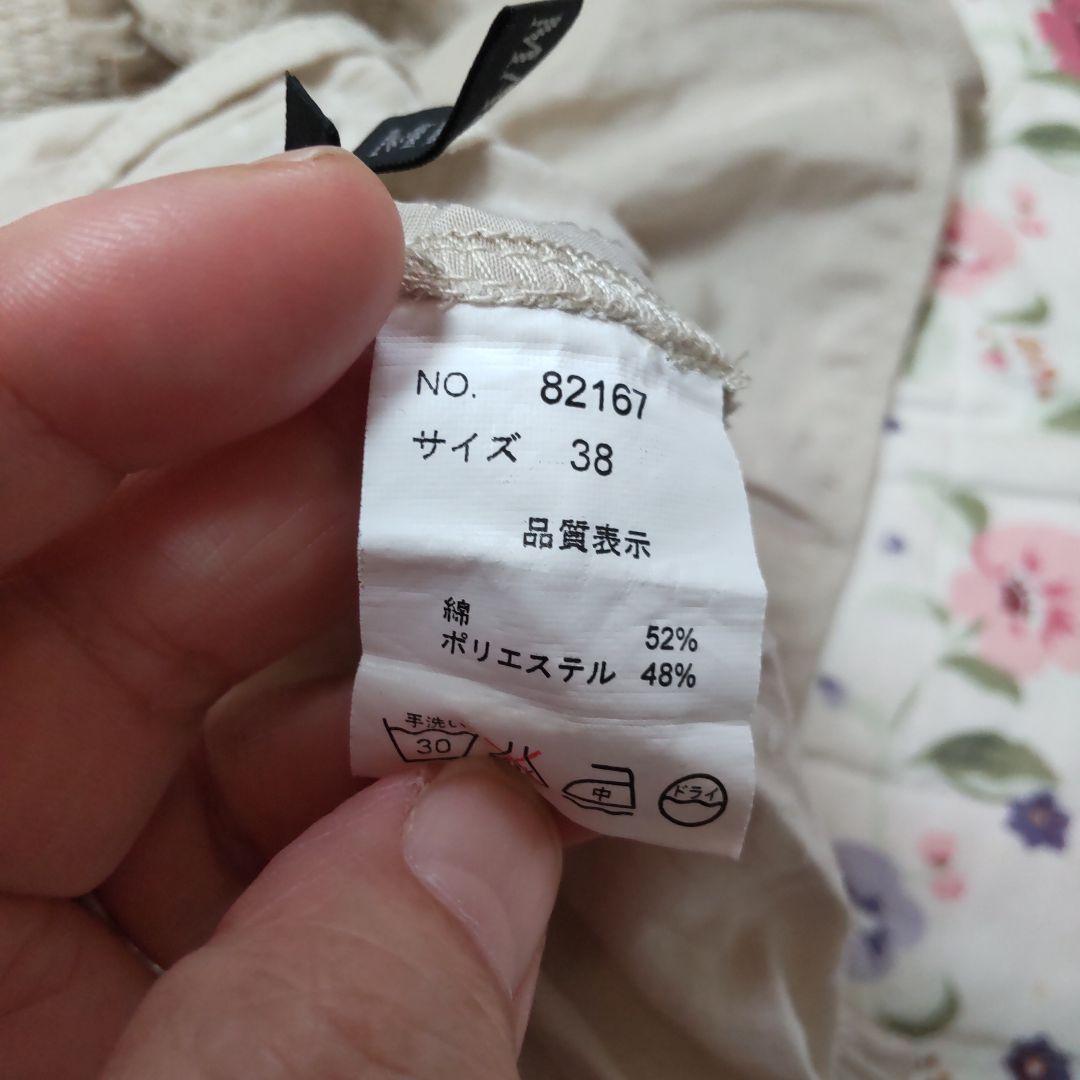 NO. 82167
サイズ 38
品質表示
綿 52%
ポリエステル 48%
手洗い
30
中
ドライ